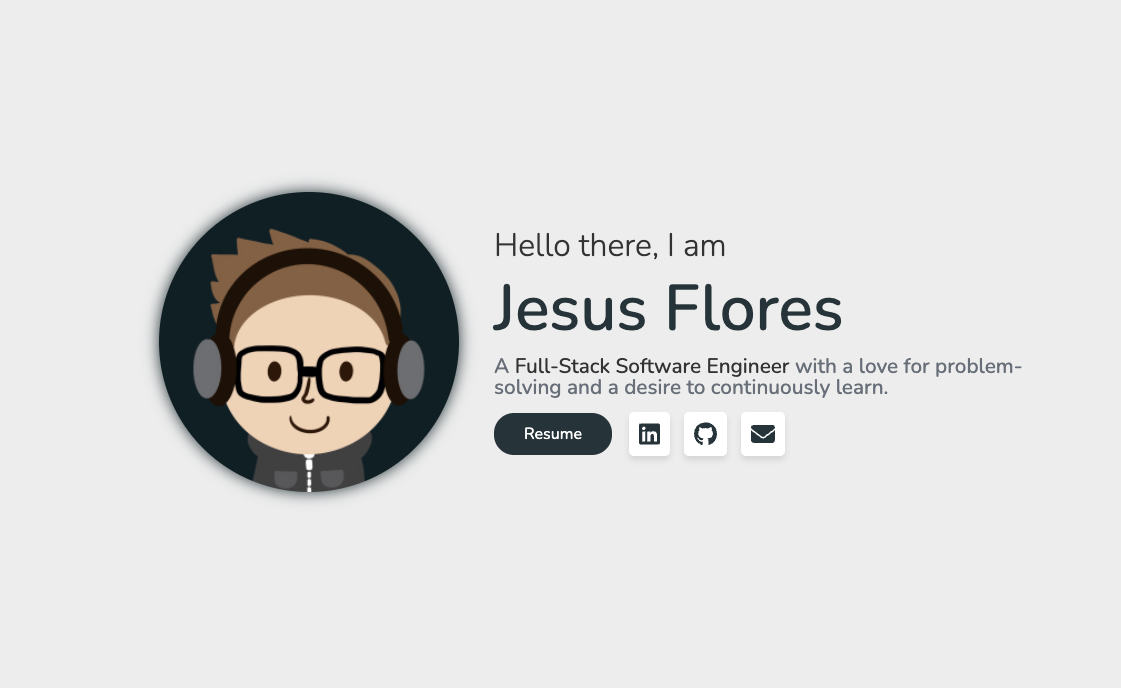 Hello there, I am
Jesus Flores
A Full-Stack Software Engineer with a love for problem-
solving and a desire to continuously learn.
Resume
in